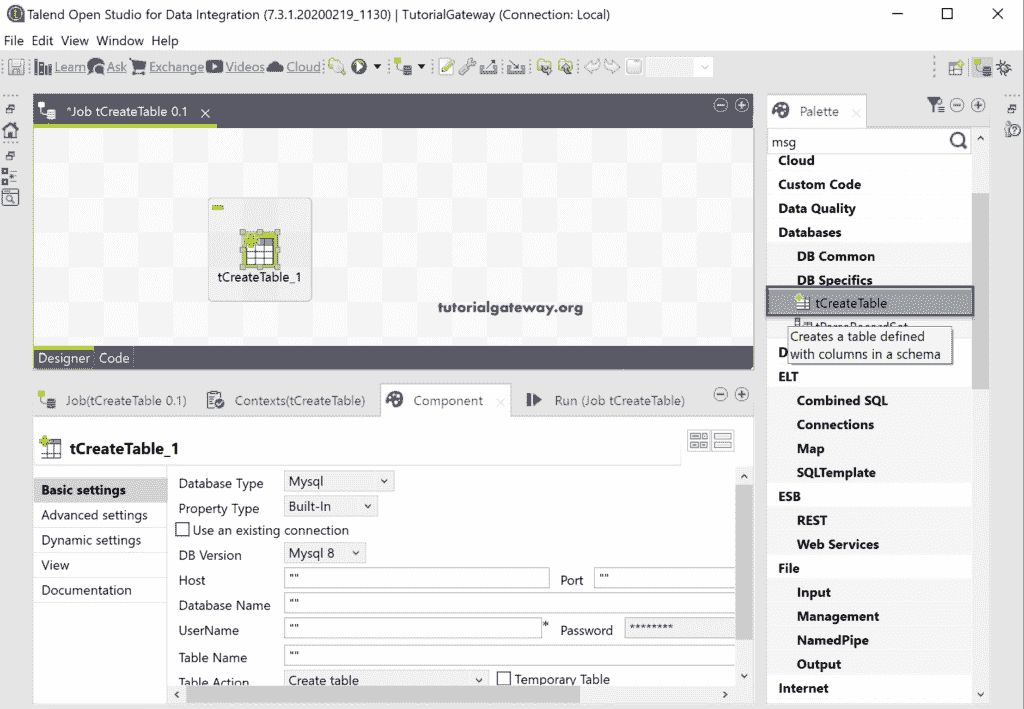 Talend Open Studio for Data Integration (7.3.1.20200219_1130) | TutorialGateway (Connection: Local)
File Edit View Window Help
Learn Ask Exchange Videos Cloud
*Job tCreateTable 0.1
tCreateTable_1
tutorialgateway.org
Designer Code
Job(tCreateTable 0.1) Contexts(tCreateTable) Component Run (Job tCreateTable)
tCreateTable_1
Basic settings
Advanced settings
Dynamic settings
View
Documentation
Database Type Mysql
Property Type Built-In
Use an existing connection
DB Version Mysql 8
Host "" Port ""
Database Name ""
UserName "" * Password ********
Table Name ""
Table Action Create table Temporary Table
Palette
msg
Cloud
Custom Code
Data Quality
Databases
DB Common
DB Specifics
tCreateTable
tParseRecordSet
Creates a table defined
with columns in a schema
D
ELT
Combined SQL
Connections
Map
SQLTemplate
ESB
REST
Web Services
File
Input
Management
NamedPipe
Output
Internet